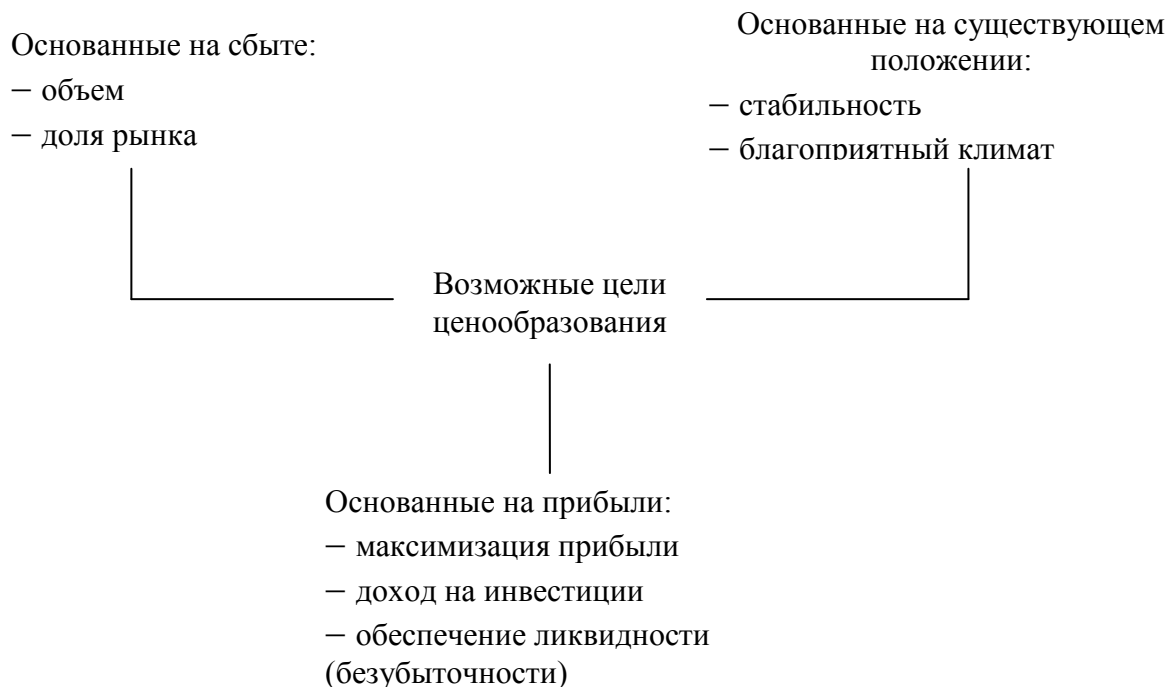 Основанные на сбыте:
– объем
– доля рынка
Основанные на существующем
положении:
– стабильность
– благоприятный климат
Возможные цели
ценообразования
Основанные на прибыли:
– максимизация прибыли
– доход на инвестиции
– обеспечение ликвидности
(безубыточности)